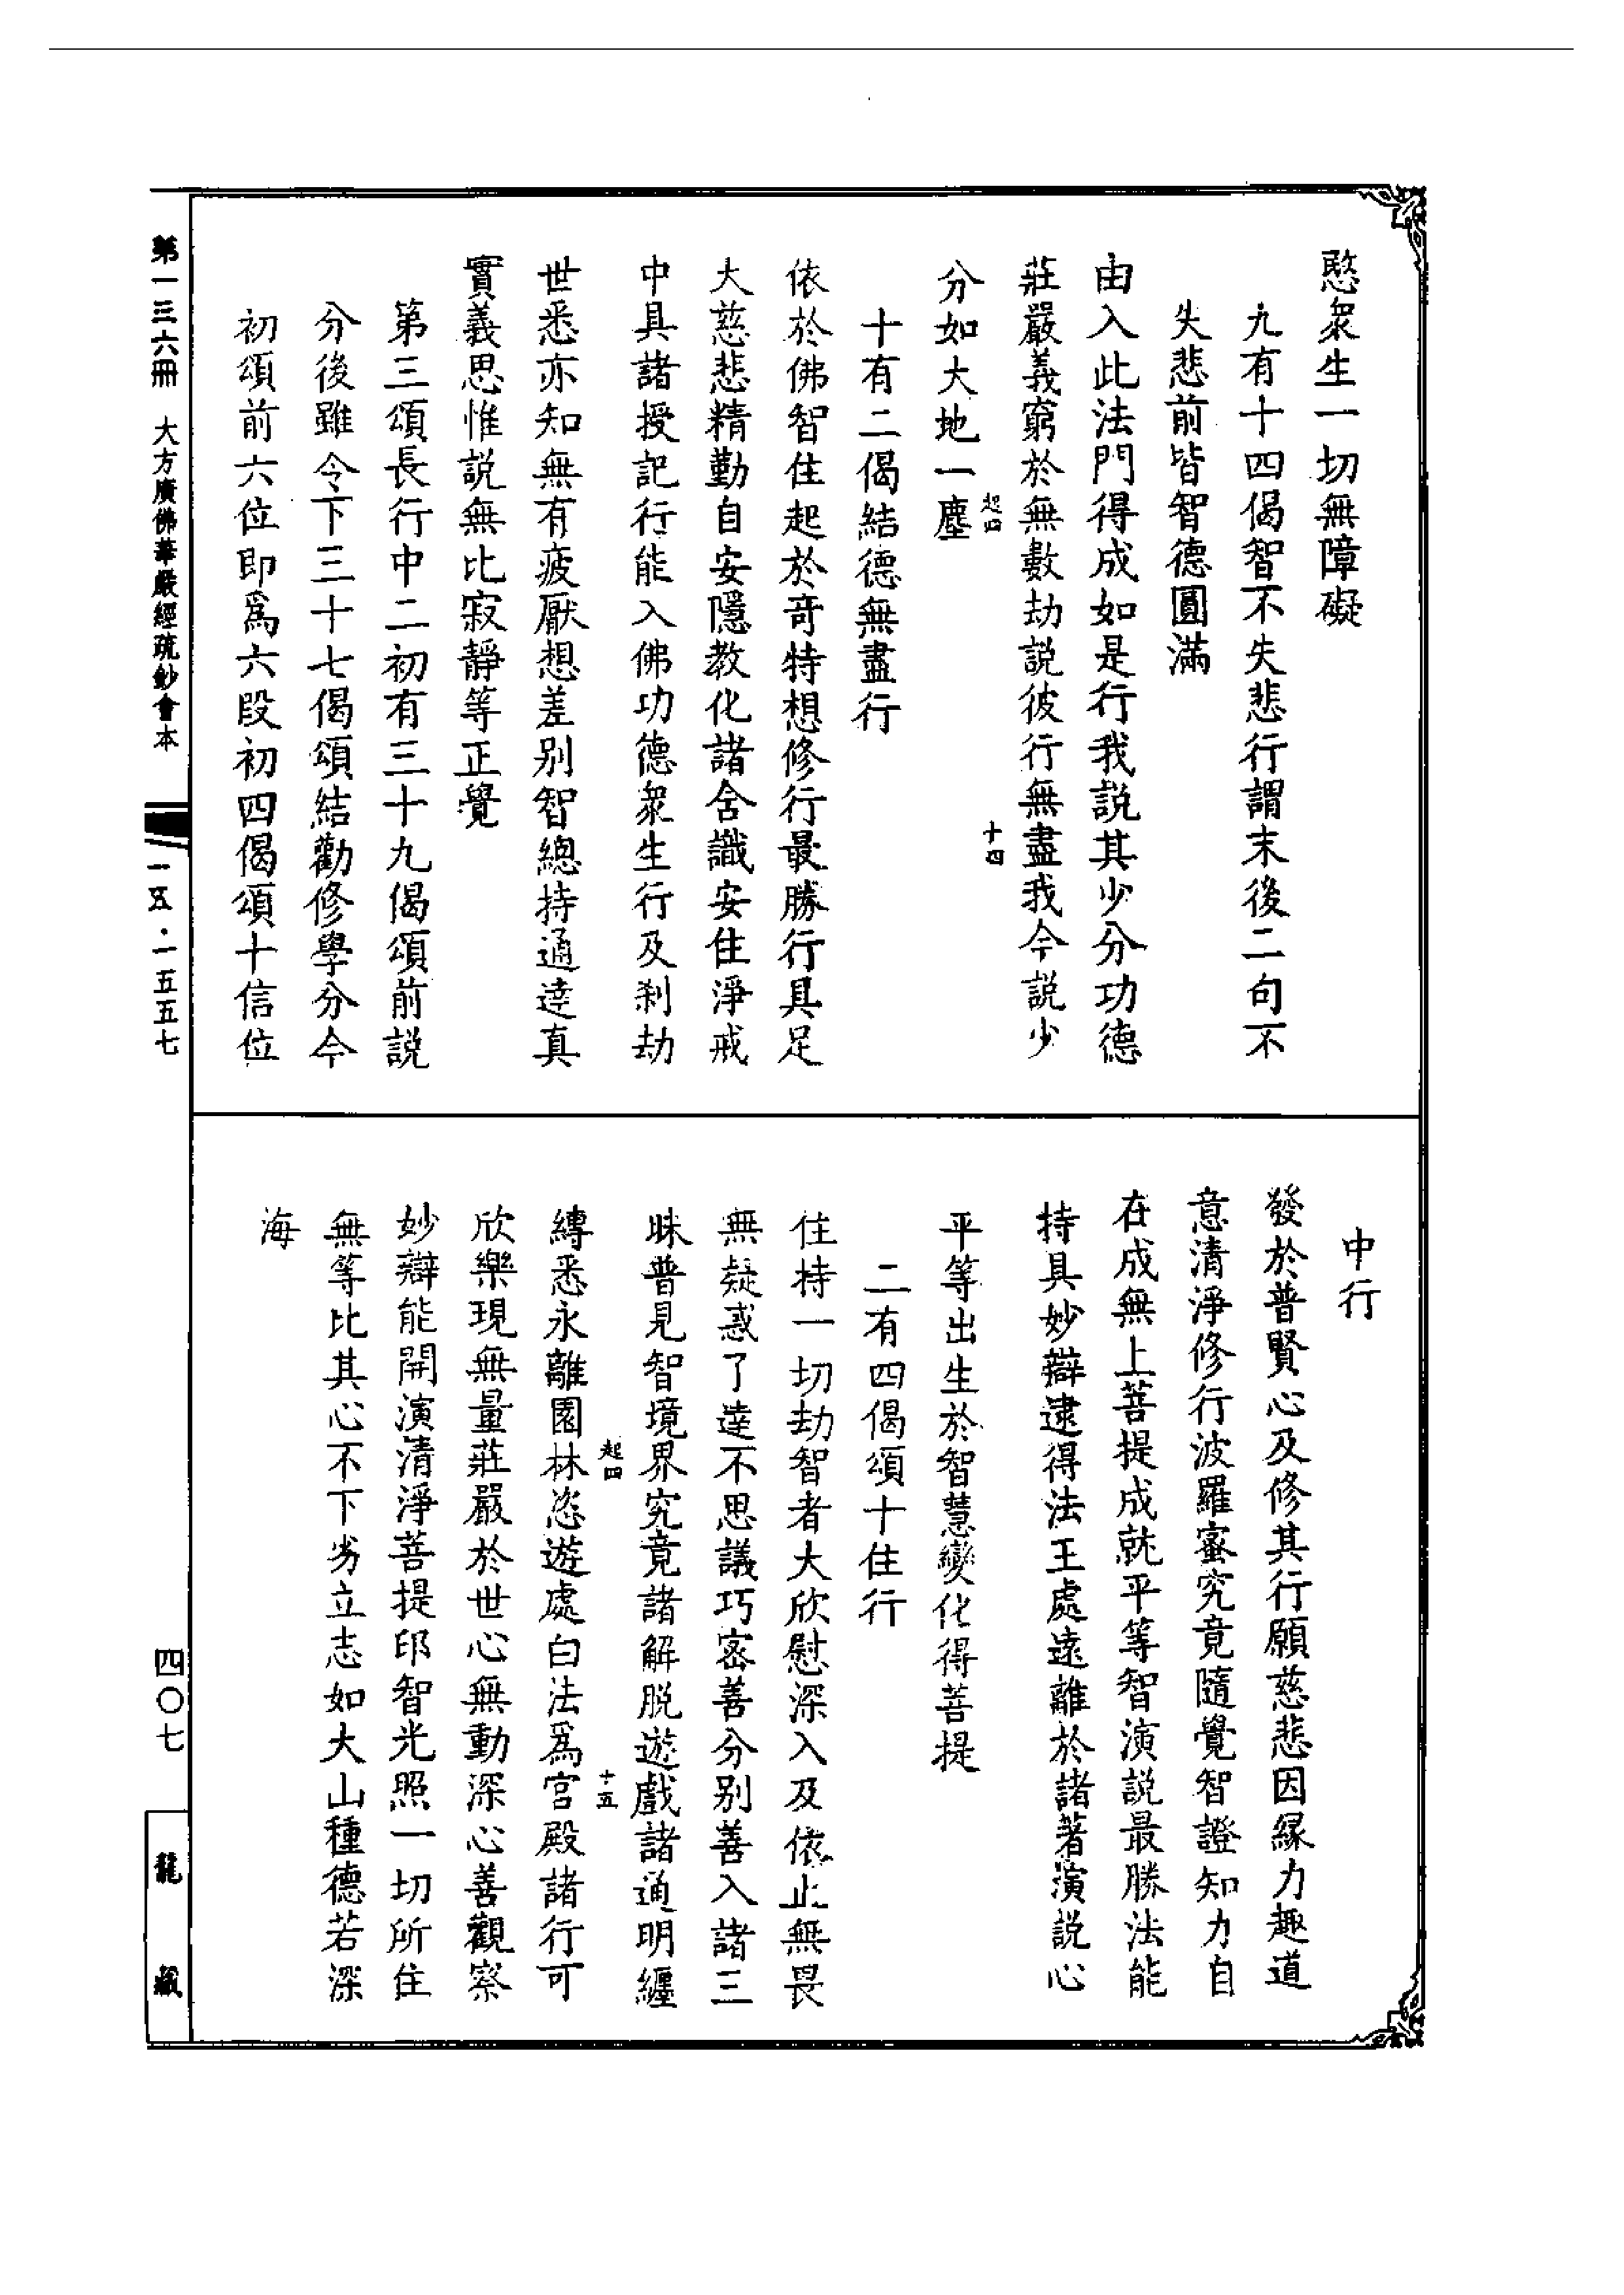 愍衆生一切無障礙
九有十四偈智不失悲行謂末後二句不
失悲前皆智德圓滿
由入此法門得成如是行我説其少分功德
莊嚴義窮於無數劫説彼行無盡我今説少
起四
十四
分如大地一塵
十有二偈結德無盡行
依於佛智住起於奇特想修行最勝行具足
大慈悲精勤自安隱教化諸含識安住淨戒
中具諸授記行能入佛功德衆生行及刹劫
世悉亦知無有疲厭想差别智總持通達真
實義思惟説無比寂靜等正覺
第三頌長行中二初有三十九偈頌前説
分後雖令下三十七偈頌結勸修學分今
初頌前六位即爲六段初四偈頌十信位
中行
發於普賢心及修其行願慈悲因緣力趣道
意清淨修行波羅蜜究竟隨覺智證知力自
在成無上菩提成就平等智演説最勝法能
持具妙辯逮得法王處遠離於諸著演説心
平等出生於智慧變化得菩提
二有四偈頌十住行
住持一切劫智者大欣慰深入及依止無畏
無疑惑了達不思議巧密善分别善入諸三
昧普見智境界究竟諸解脱遊戲諸通明纏
起四
十五
縛悉永離園林恣遊處白法爲宮殿諸行可
欣樂現無量莊嚴於世心無動深心善觀察
妙辯能開演清淨菩提印智光照一切所住
無等比其心不下劣立志如大山種德若深
海
第一三六冊 大方廣佛華嚴經疏鈔會本
一五·一五五七
四〇七
龍藏